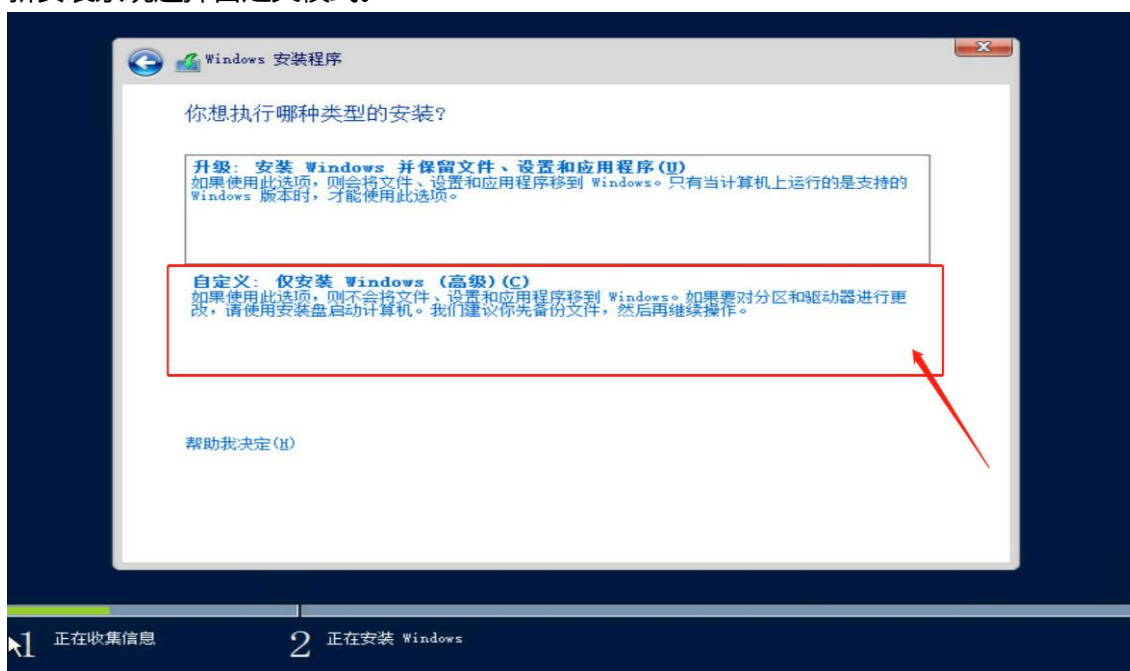 Windows 安装程序
你想执行哪种类型的安装?
升级: 安装 Windows 并保留文件、设置和应用程序(U)
如果使用此选项，则会将文件、设置和应用程序移到 Windows。只有当计算机上运行的是支持的
Windows 版本时，才能使用此选项。
自定义: 仅安装 Windows (高级)(C)
如果使用此选项，则不会将文件、设置和应用程序移到 Windows。如果要对分区和驱动器进行更
改，请使用安装盘启动计算机。我们建议你先备份文件，然后再继续操作。
帮助我决定(H)
1 正在收集信息
2 正在安装 Windows